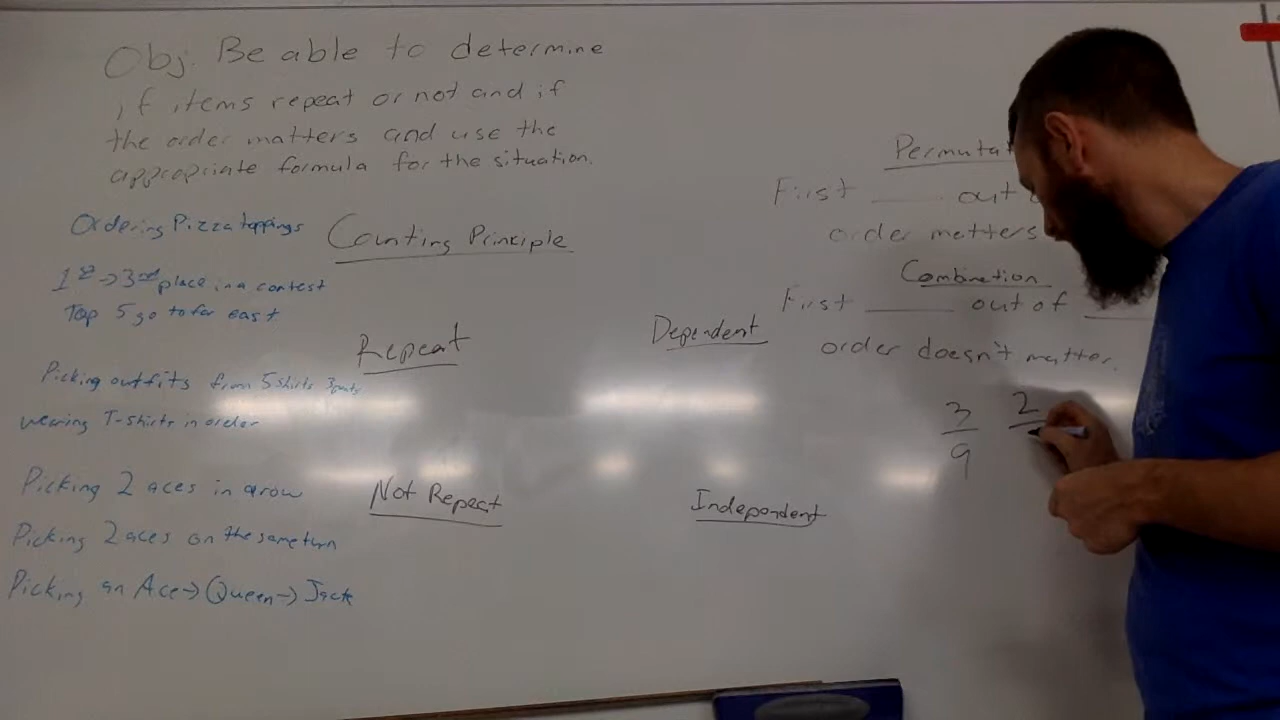 Obj: Be able to determine
if items repeat or not and if
the order matters and use the
appropriate formula for the situation.
Ordering Pizza toppings
1st → 3rd place in a contest
Top 5 go to far east
Picking outfits from 5 shirts 3 pants
wearing T-shirts in order
Picking 2 aces in a row
Picking 2 aces on the same turn
Picking an Ace → Queen → Jack
Counting Principle
Repeat
Not Repeat
Dependent
Independent
Permutat
First ____ out
order matters
Combination
First ____ out of ____
order doesn't matter.
3 2
9